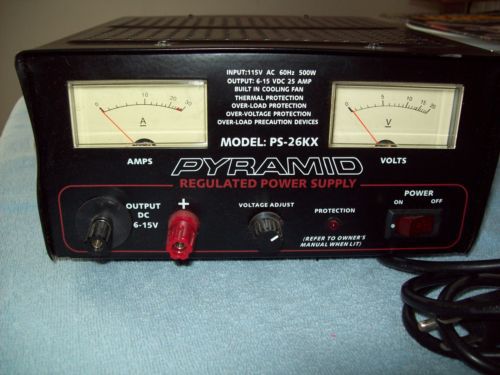 INPUT:115V AC 60Hz 500W
OUTPUT: 6-15 VDC 25 AMP
BUILT IN COOLING FAN
THERMAL PROTECTION
OVER-LOAD PROTECTION
OVER-VOLTAGE PROTECTION
OVER-LOAD PRECAUTION DEVICES
MODEL: PS-26KX
0 10 20 30
A
AMPS
0 5 10 15 20
V
VOLTS
PYRAMID
REGULATED POWER SUPPLY
OUTPUT
DC
6-15V
+
VOLTAGE ADJUST
PROTECTION
(REFER TO OWNER'S
MANUAL WHEN LIT)
POWER
ON OFF